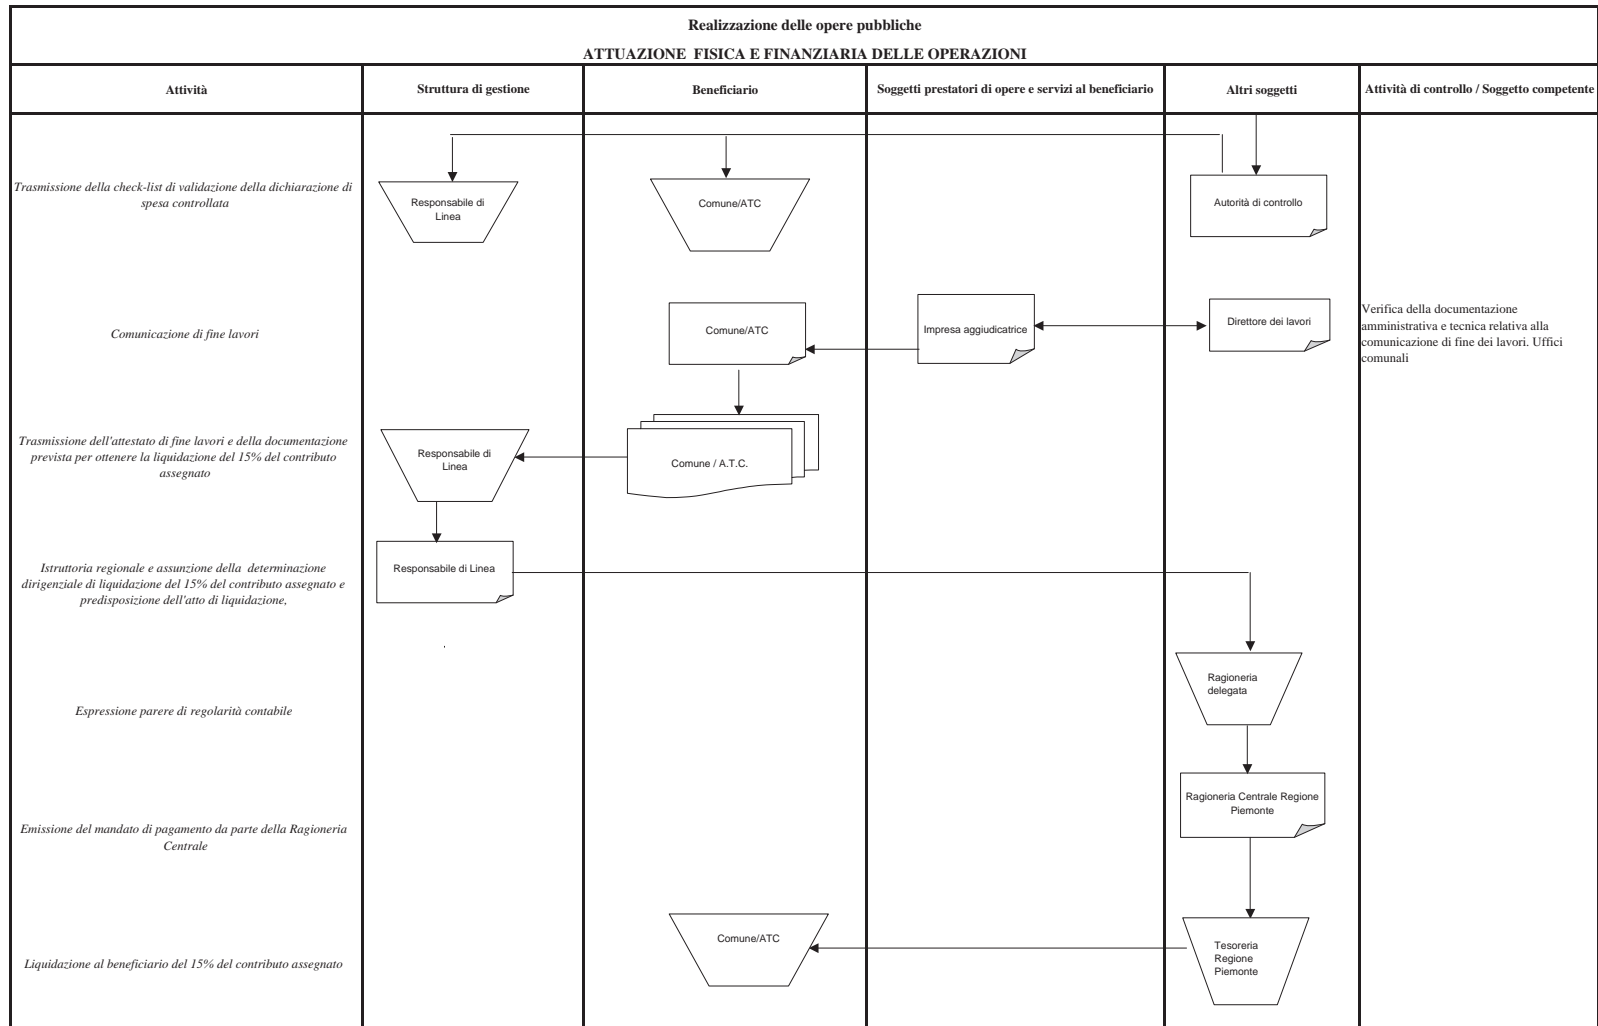 Realizzazione delle opere pubbliche
ATTUAZIONE FISICA E FINANZIARIA DELLE OPERAZIONI
Attività
Struttura di gestione
Beneficiario
Soggetti prestatori di opere e servizi al beneficiario
Altri soggetti
Attività di controllo / Soggetto competente
Trasmissione della check-list di validazione della dichiarazione di
spesa controllata
Responsabile di
Linea
Comune/ATC
Autorità di controllo
Comunicazione di fine lavori
Comune/ATC
Impresa aggiudicatrice
Direttore dei lavori
Verifica della documentazione
amministrativa e tecnica relativa alla
comunicazione di fine dei lavori. Uffici
comunali
Trasmissione dell'attestato di fine lavori e della documentazione
prevista per ottenere la liquidazione del 15% del contributo
assegnato
Responsabile di
Linea
Comune / A.T.C.
Istruttoria regionale e assunzione della determinazione
dirigenziale di liquidazione del 15% del contributo assegnato e
predisposizione dell'atto di liquidazione,
Responsabile di Linea
.
Espressione parere di regolarità contabile
Ragioneria
delegata
Emissione del mandato di pagamento da parte della Ragioneria
Centrale
Ragioneria Centrale Regione
Piemonte
Liquidazione al beneficiario del 15% del contributo assegnato
Comune/ATC
Tesoreria
Regione
Piemonte